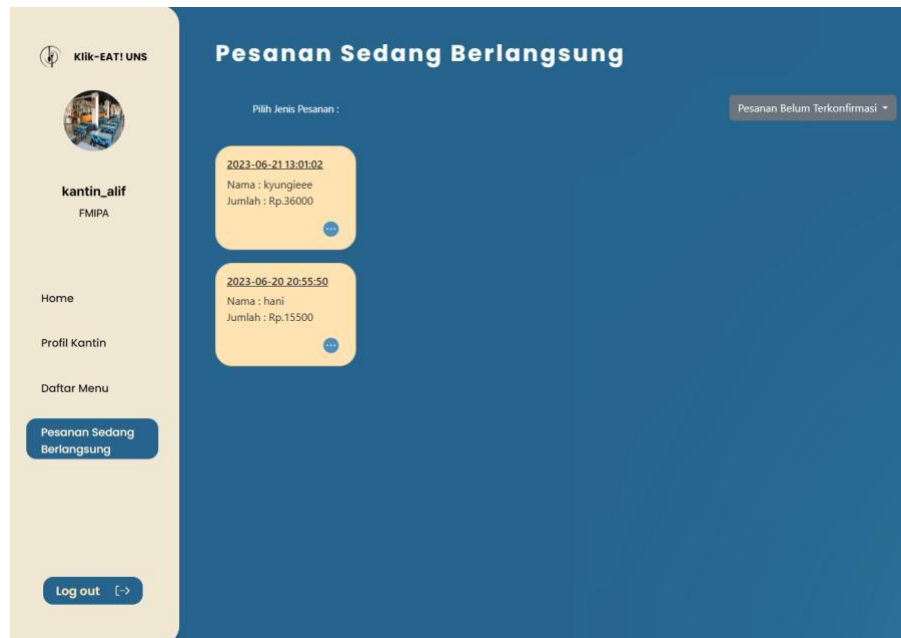 Klik-EAT! UNS
kantin_alif
FMIPA
Home
Profil Kantin
Daftar Menu
Pesanan Sedang
Berlangsung
Log out
Pesanan Sedang Berlangsung
Pilih Jenis Pesanan :
Pesanan Belum Terkonfirmasi
2023-06-21 13:01:02
Nama : kyungieee
Jumlah : Rp.36000
2023-06-20 20:55:50
Nama : hani
Jumlah : Rp.15500